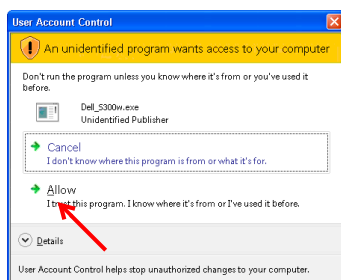 User Account Control
An unidentified program wants access to your computer
Don't run the program unless you know where it's from or you've used it
before.
Dell_S300w.exe
Unidentified Publisher
Cancel
I don't know where this program is from or what it's for.
Allow
I trust this program. I know where it's from or I've used it before.
Details
User Account Control helps stop unauthorized changes to your computer.